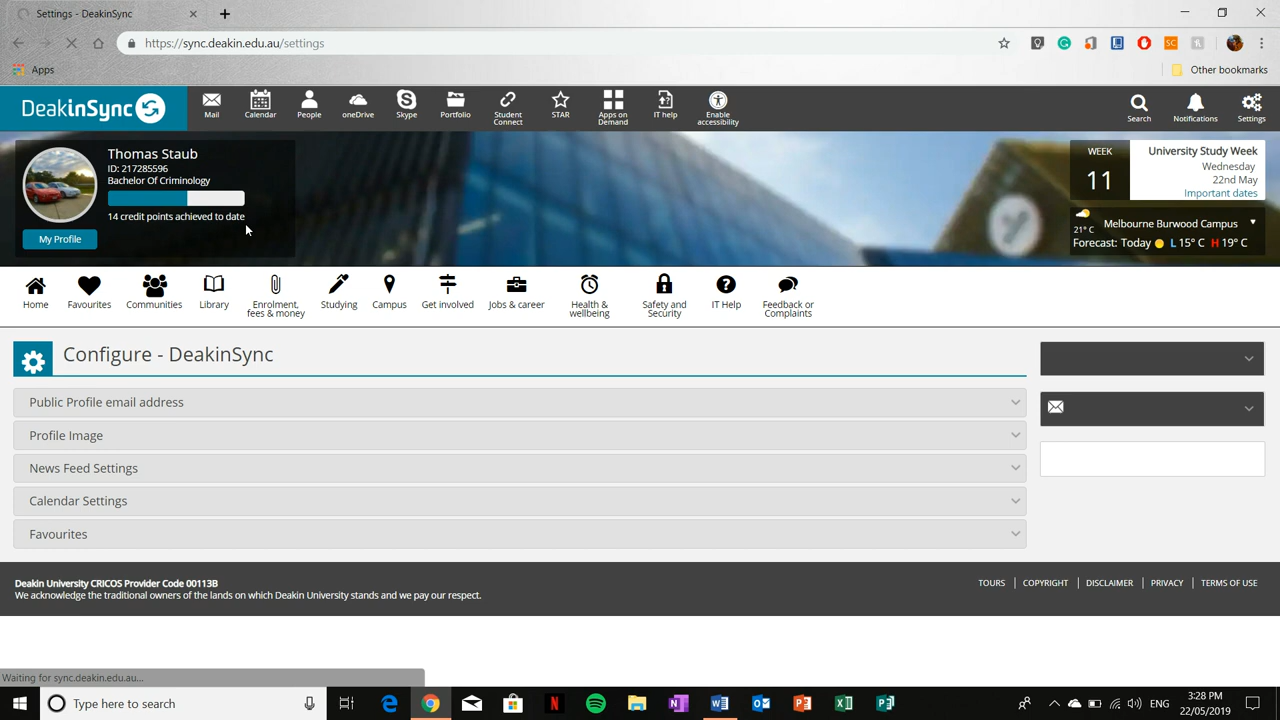 Settings - DeakinSync
https://sync.deakin.edu.au/settings
Apps
Other bookmarks
DeakinSync
Mail
Calendar
People
oneDrive
Skype
Portfolio
Student Connect
STAR
Apps on Demand
IT help
Enable accessibility
Search
Notifications
Settings
Thomas Staub
ID: 217285596
Bachelor Of Criminology
14 credit points achieved to date
My Profile
WEEK
11
University Study Week
Wednesday
22nd May
Important dates
21° C
Melbourne Burwood Campus
Forecast: Today L 15° C H 19° C
Home
Favourites
Communities
Library
Enrolment, fees & money
Studying
Campus
Get involved
Jobs & career
Health & wellbeing
Safety and Security
IT Help
Feedback or Complaints
Configure - DeakinSync
Public Profile email address
Profile Image
News Feed Settings
Calendar Settings
Favourites
Deakin University CRICOS Provider Code 00113B
We acknowledge the traditional owners of the lands on which Deakin University stands and we pay our respect.
TOURS
COPYRIGHT
DISCLAIMER
PRIVACY
TERMS OF USE
Waiting for sync.deakin.edu.au...
Type here to search
ENG
3:28 PM
22/05/2019